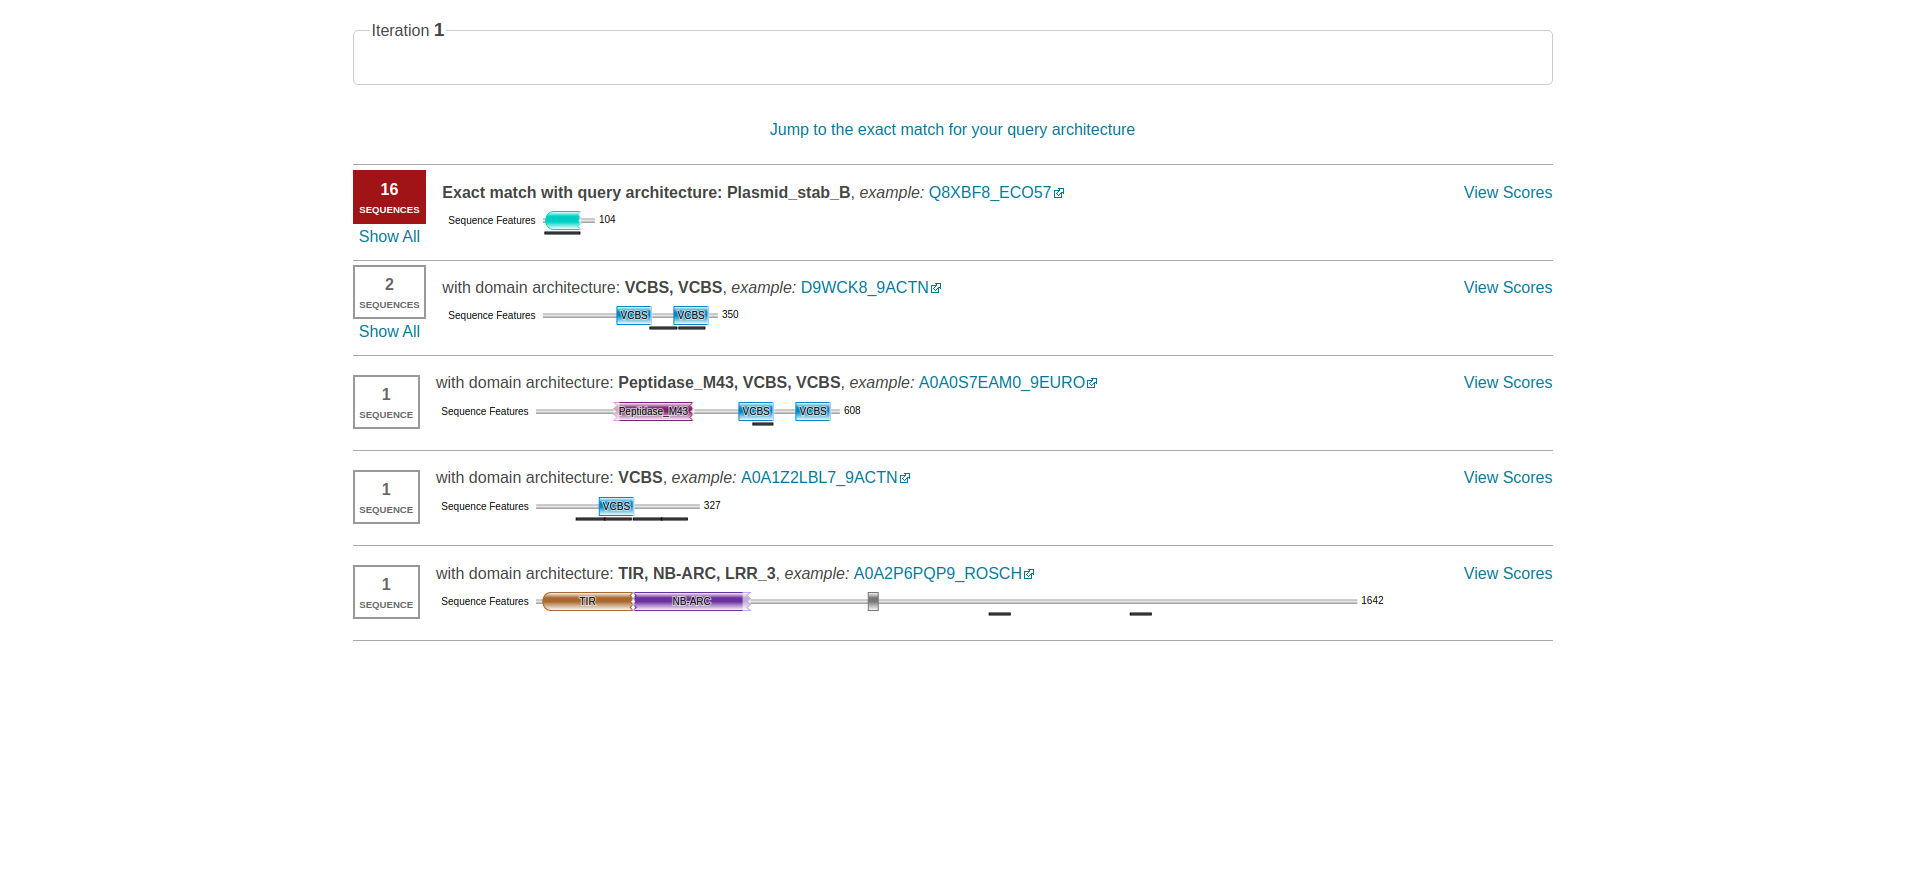 Iteration 1
Jump to the exact match for your query architecture
16
SEQUENCES
Show All
Exact match with query architecture: Plasmid_stab_B, example: Q8XBF8_ECO57
View Scores
Sequence Features 104
2
SEQUENCES
Show All
with domain architecture: VCBS, VCBS, example: D9WCK8_9ACTN
View Scores
Sequence Features VCBS VCBS 350
1
SEQUENCE
with domain architecture: Peptidase_M43, VCBS, VCBS, example: A0A0S7EAM0_9EURO
View Scores
Sequence Features Peptidase_M43 VCBS VCBS 608
1
SEQUENCE
with domain architecture: VCBS, example: A0A1Z2LBL7_9ACTN
View Scores
Sequence Features VCBS 327
1
SEQUENCE
with domain architecture: TIR, NB-ARC, LRR_3, example: A0A2P6PQP9_ROSCH
View Scores
Sequence Features TIR NB-ARC 1642